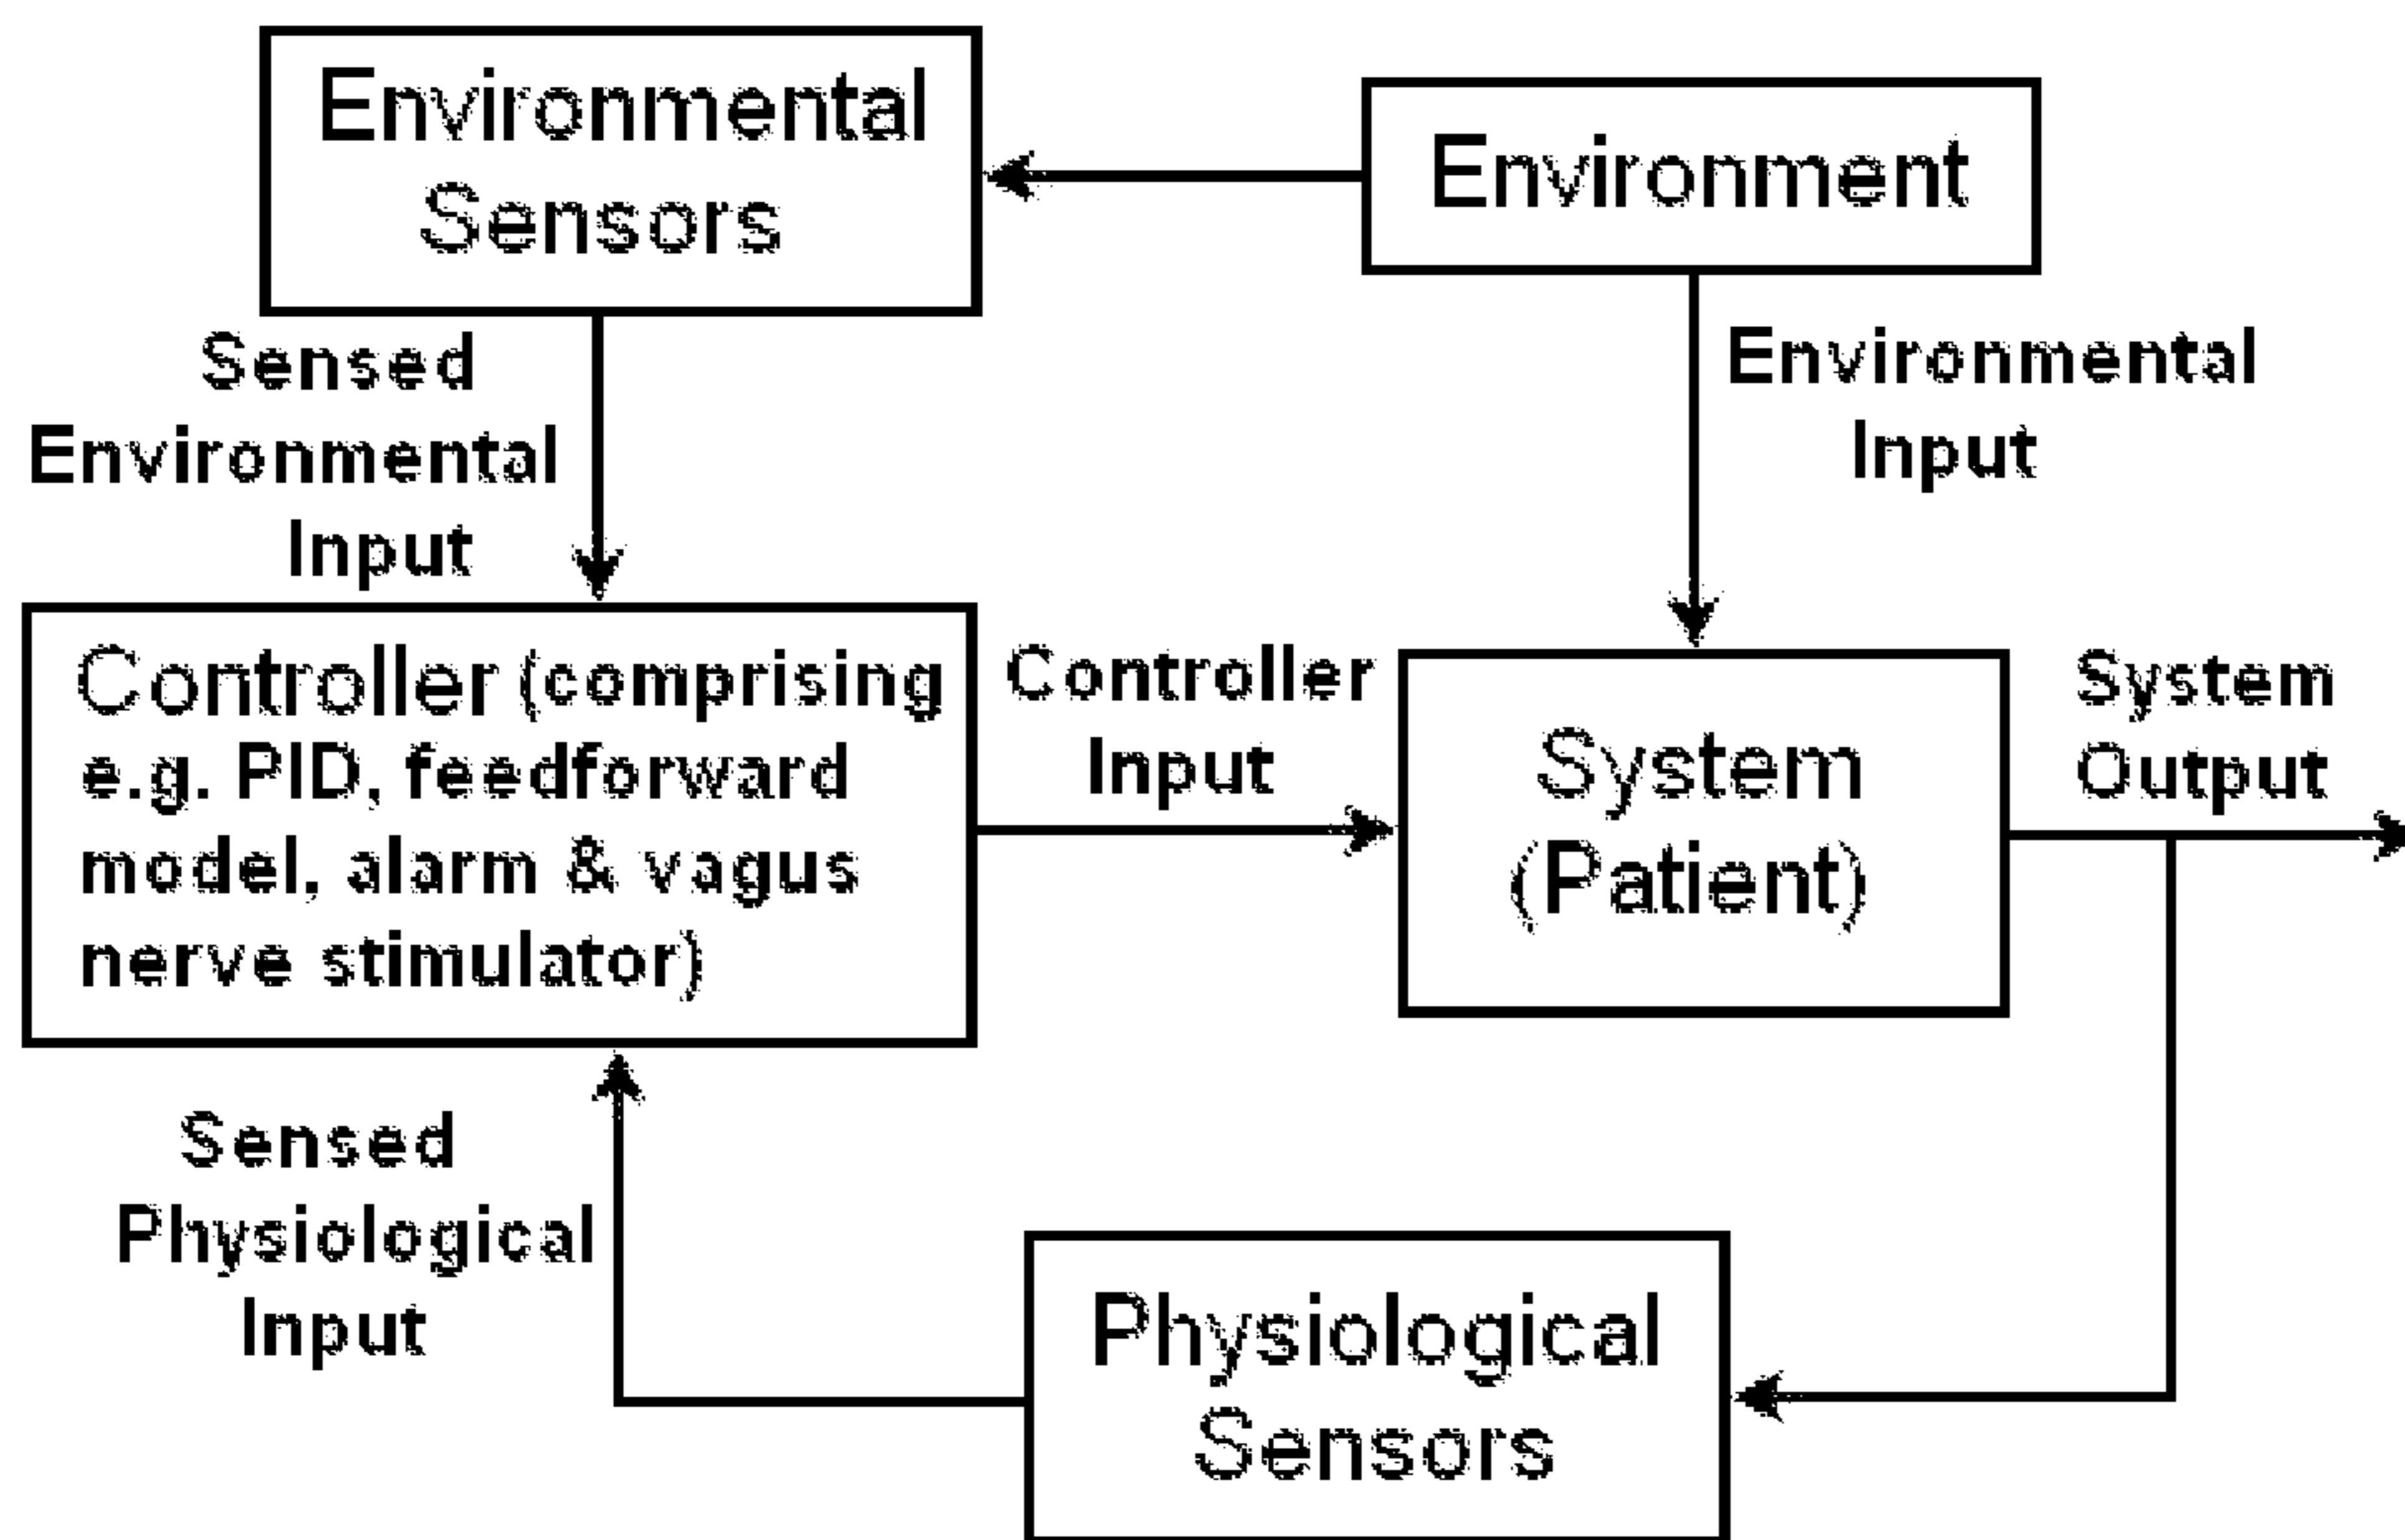 Environmental
Sensors
Environment
Sensed
Environmental
Input
Environmental
Input
Controller (comprising
e.g. PID, feedforward
model, alarm & vagus
nerve stimulator)
Controller
Input
System
(Patient)
System
Output
Sensed
Physiological
Input
Physiological
Sensors